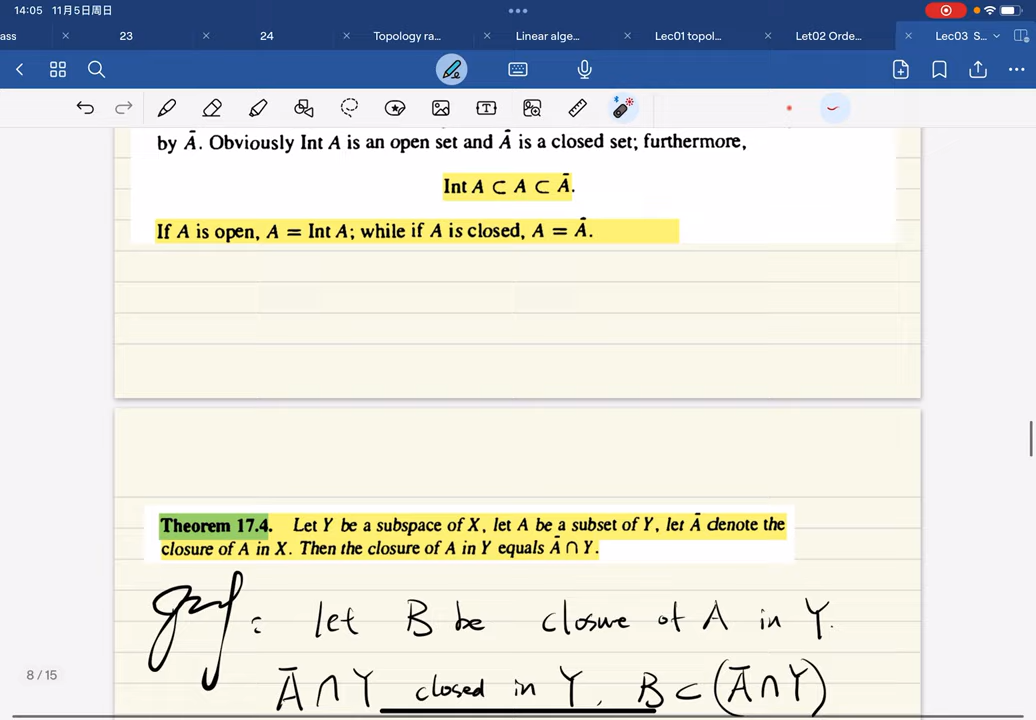 14:05 11月5日周日
ass 23 24 Topology ra... Linear alge... Lec01 topol... Let02 Orde... Lec03 S...
by Ā. Obviously Int A is an open set and Ā is a closed set; furthermore,
Int A ⊂ A ⊂ Ā.
If A is open, A = Int A; while if A is closed, A = Ā.
Theorem 17.4. Let Y be a subspace of X, let A be a subset of Y, let Ā denote the
closure of A in X. Then the closure of A in Y equals Ā ∩ Y.
let B be closure of A in Y.
8/15
Ā ∩ Y closed in Y. B ⊂ (Ā ∩ Y)